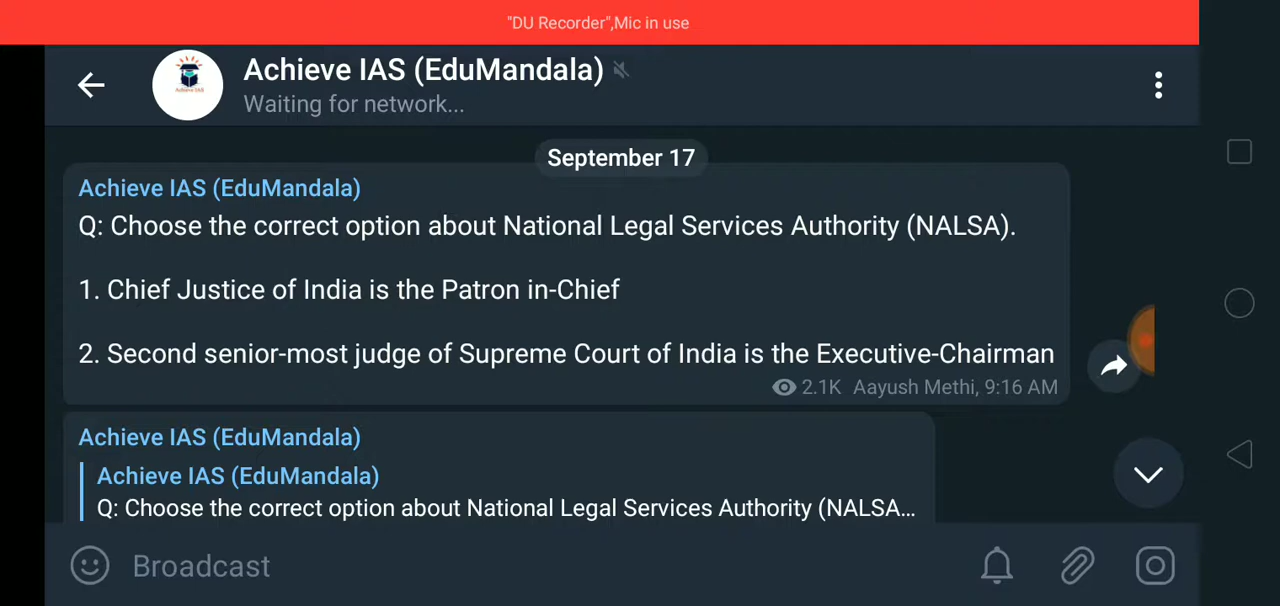 "DU Recorder",Mic in use
Achieve IAS (EduMandala)
Waiting for network...
September 17
Achieve IAS (EduMandala)
Q: Choose the correct option about National Legal Services Authority (NALSA).
1. Chief Justice of India is the Patron in-Chief
2. Second senior-most judge of Supreme Court of India is the Executive-Chairman
2.1K Aayush Methi, 9:16 AM
Achieve IAS (EduMandala)
Achieve IAS (EduMandala)
Q: Choose the correct option about National Legal Services Authority (NALSA...
Broadcast